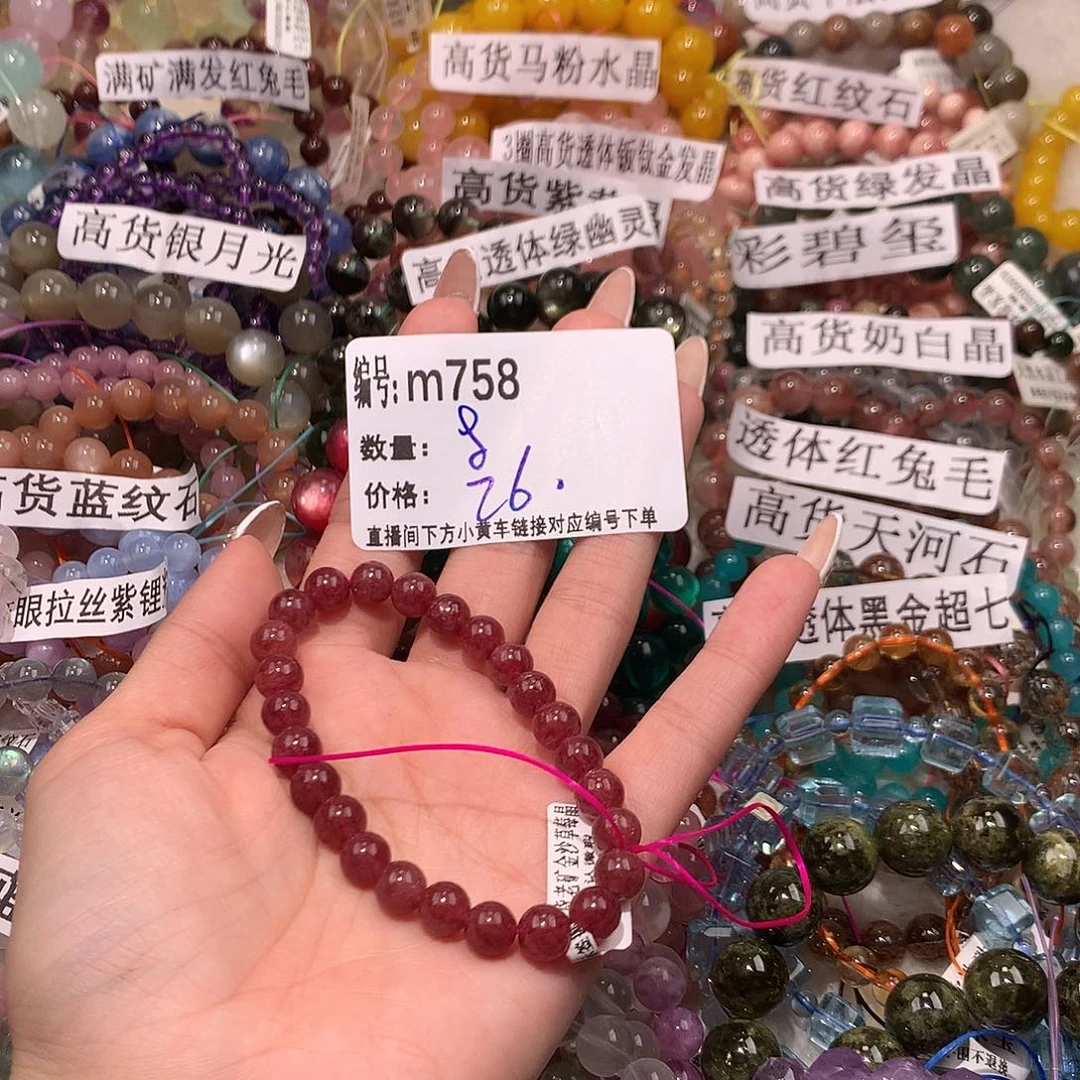 满矿满发红兔毛
高货马粉水晶
高货红纹石
3圈高货透体钣钛金发晶
高货绿发晶
高货银月光
透体绿幽灵
彩碧玺
高货奶白晶
编号:m758
数量:8
价格:26.
直播间下方小黄车链接对应编号下单
透体红兔毛
货蓝纹石
高货天河石
眼拉丝紫锂
透体黑金超七